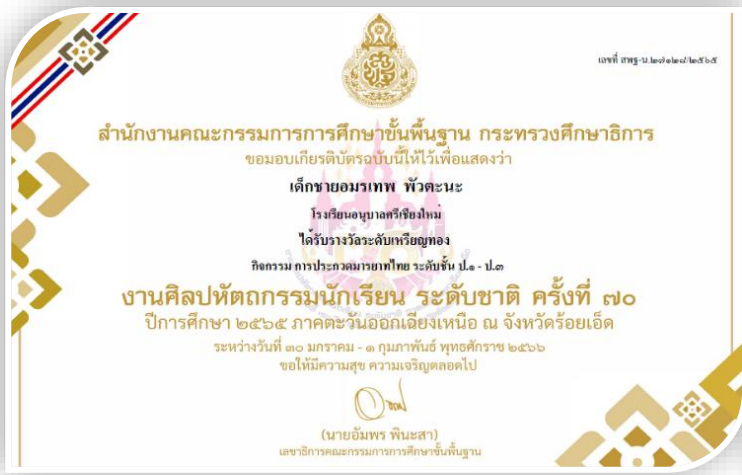 เลขที่ สพฐ-น.๒๗๑๒๘/๒๕๖๕
สำนักงานคณะกรรมการการศึกษาขั้นพื้นฐาน กระทรวงศึกษาธิการ
ขอมอบเกียรติบัตรฉบับนี้ให้ไว้เพื่อแสดงว่า
เด็กชายอมรเทพ พัวตะนะ
โรงเรียนอนุบาลศรีเชียงใหม่
ได้รับรางวัลระดับเหรียญทอง
กิจกรรม การประกวดมารยาทไทย ระดับชั้น ป.๑ - ป.๓
งานศิลปหัตถกรรมนักเรียน ระดับชาติ ครั้งที่ ๗๐
ปีการศึกษา ๒๕๖๕ ภาคตะวันออกเฉียงเหนือ ณ จังหวัดร้อยเอ็ด
ระหว่างวันที่ ๓๐ มกราคม - ๑ กุมภาพันธ์ พุทธศักราช ๒๕๖๖
ขอให้มีความสุข ความเจริญตลอดไป
(นายอัมพร พินะสา)
เลขาธิการคณะกรรมการการศึกษาขั้นพื้นฐาน